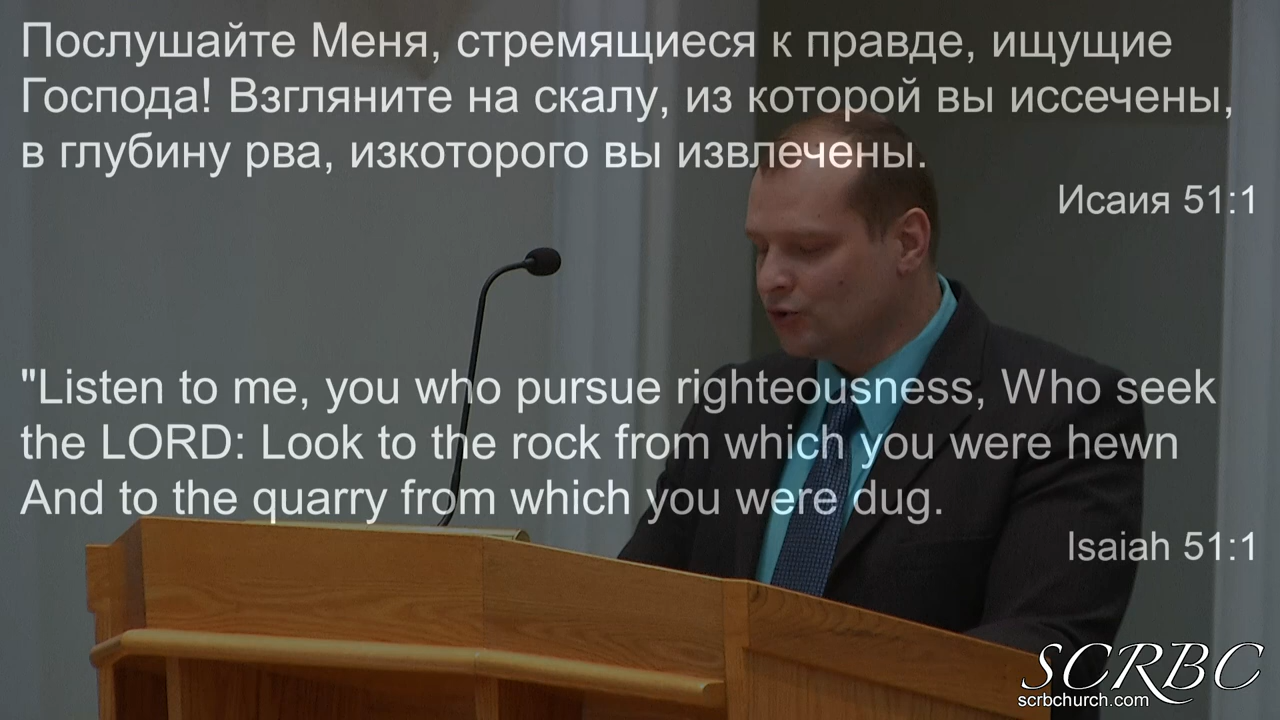 Послушайте Меня, стремящиеся к правде, ищущие
Господа! Взгляните на скалу, из которой вы иссечены,
в глубину рва, изкоторого вы извлечены.
Исаия 51:1
"Listen to me, you who pursue righteousness, Who seek
the LORD: Look to the rock from which you were hewn
And to the quarry from which you were dug.
Isaiah 51:1
SCRBC
scrbchurch.com